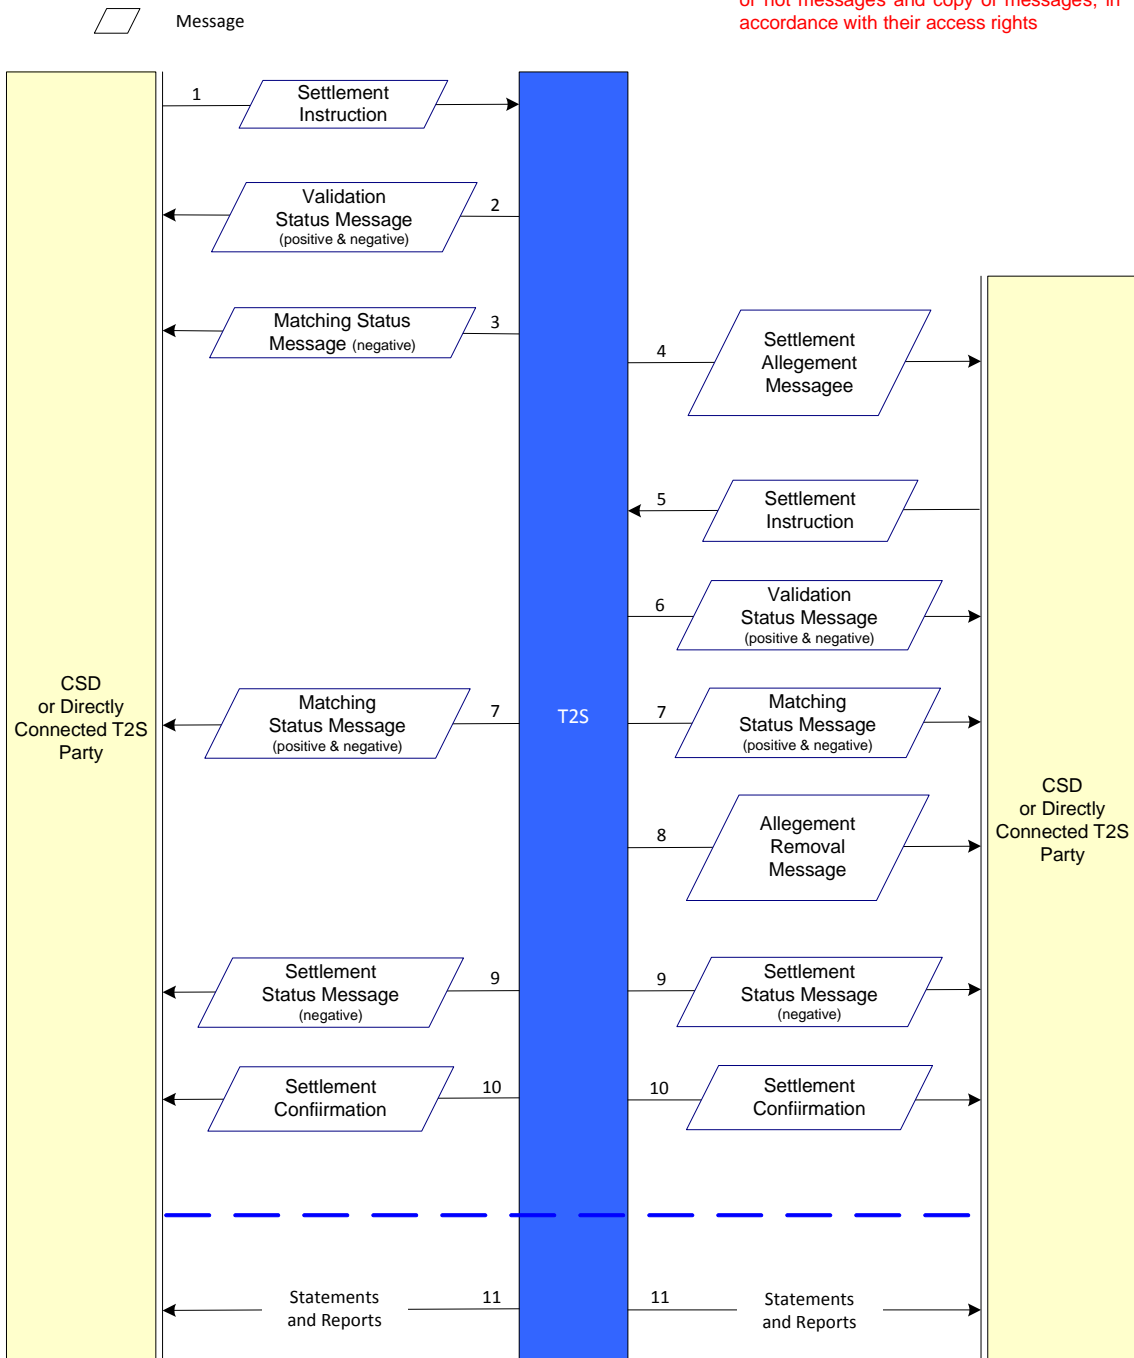 or not messages and copy of messages, in
accordance with their access rights
Message
1
Settlement
Instruction
Validation
Status Message
(positive & negative)
2
Matching Status
Message (negative)
3
4
Settlement
Allegement
Messagee
5
Settlement
Instruction
6
Validation
Status Message
(positive & negative)
CSD
or Directly
Connected T2S
Party
Matching
Status Message
(positive & negative)
7
T2S
7
Matching
Status Message
(positive & negative)
CSD
or Directly
Connected T2S
Party
8
Allegement
Removal
Message
Settlement
Status Message
(negative)
9
9
Settlement
Status Message
(negative)
Settlement
Confiirmation
10
10
Settlement
Confiirmation
Statements
and Reports
11
11
Statements
and Reports